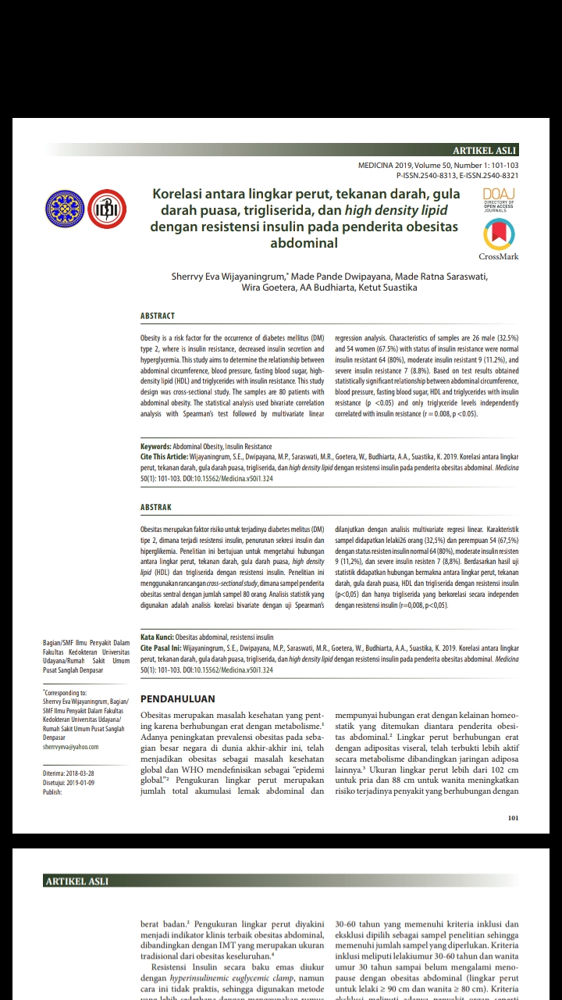 ARTIKEL ASLI
MEDICINA 2019, Volume 50, Number 1: 101-103
P-ISSN.2540-8313, E-ISSN.2540-8321
Korelasi antara lingkar perut, tekanan darah, gula
darah puasa, trigliserida, dan high density lipid
dengan resistensi insulin pada penderita obesitas
abdominal
IDI
DOAJ
DIRECTORY OF
OPEN ACCESS
JOURNALS
CrossMark
Sherrvy Eva Wijayaningrum,* Made Pande Dwipayana, Made Ratna Saraswati,
Wira Goetera, AA Budhiarta, Ketut Suastika
ABSTRACT
Obesity is a risk factor for the occurrence of diabetes mellitus (DM)
type 2, where is insulin resistance, decreased insulin secretion and
hyperglycemia. This study aims to determine the relationship between
abdominal circumference, blood pressure, fasting blood sugar, high-
density lipid (HDL) and triglycerides with insulin resistance. This study
design was cross-sectional study. The samples are 80 patients with
abdominal obesity. The statistical analysis used bivariate correlation
analysis with Spearman's test followed by multivariate linear
regression analysis. Characteristics of samples are 26 male (32.5%)
and 54 women (67.5%) with status of insulin resistance were normal
insulin resistant 64 (80%), moderate insulin resistant 9 (11.2%), and
severe insulin resistance 7 (8.8%). Based on test results obtained
statistically significant relationship between abdominal circumference,
blood pressure, fasting blood sugar, HDL and triglycerides with insulin
resistance (p <0.05) and only triglyceride levels independently
correlated with insulin resistance (r = 0.008, p <0.05).
Keywords: Abdominal Obesity, Insulin Resistance
Cite This Article: Wijayaningrum, S.E., Dwipayana, M.P., Saraswati, M.R., Goetera, W., Budhiarta, A.A., Suastika, K. 2019. Korelasi antara lingkar
perut, tekanan darah, gula darah puasa, trigliserida, dan high density lipid dengan resistensi insulin pada penderita obesitas abdominal. Medicina
50(1): 101-103. DOI:10.15562/Medicina.v50i1.324
ABSTRAK
Obesitas merupakan faktor risiko untuk terjadinya diabetes melitus (DM)
tipe 2, dimana terjadi resistensi insulin, penurunan sekresi insulin dan
hiperglikemia. Penelitian ini bertujuan untuk mengetahui hubungan
antara lingkar perut, tekanan darah, gula darah puasa, high density
lipid (HDL) dan trigliserida dengan resistensi insulin. Penelitian ini
menggunakan rancangan cross-sectional study, dimana sampel penderita
obesitas sentral dengan jumlah sampel 80 orang. Analisis statistik yang
digunakan adalah analisis korelasi bivariate dengan uji Spearman's
dilanjutkan dengan analisis multivariate regresi linear. Karakteristik
sampel didapatkan lelaki26 orang (32,5%) dan perempuan 54 (67,5%)
dengan status resisten insulin normal 64 (80%), moderate insulin resisten
9 (11,2%), dan severe insulin resisten 7 (8,8%). Berdasarkan hasil uji
statistik didapatkan hubungan bermakna antara lingkar perut, tekanan
darah, gula darah puasa, HDL dan trigliserida dengan resistensi insulin
(p<0,05) dan hanya trigliserida yang berkorelasi secara independen
dengan resistensi insulin (r=0,008, p<0,05).
Kata Kunci: Obesitas abdominal, resistensi insulin
Cite Pasal Ini: Wijayaningrum, S.E., Dwipayana, M.P., Saraswati, M.R., Goetera, W., Budhiarta, A.A., Suastika, K. 2019. Korelasi antara lingkar
perut, tekanan darah, gula darah puasa, trigliserida, dan high density lipid dengan resistensi insulin pada penderita obesitas abdominal. Medicina
50(1): 101-103. DOI:10.15562/Medicina.v50i1.324
Bagian/SMF Ilmu Penyakit Dalam
Fakultas Kedokteran Universitas
Udayana/Rumah Sakit Umum
Pusat Sanglah Denpasar
*Corresponding to:
Sherrvy Eva Wijayaningrum, Bagian/
SMF Ilmu Penyakit Dalam Fakultas
Kedokteran Universitas Udayana/
Rumah Sakit Umum Pusat Sanglah
Denpasar
sherrvyeva@yahoo.com
Diterima: 2018-03-28
Disetujui: 2019-01-09
Publish:
PENDAHULUAN
Obesitas merupakan masalah kesehatan yang pent-
ing karena berhubungan erat dengan metabolisme.¹
Adanya peningkatan prevalensi obesitas pada seba-
gian besar negara di dunia akhir-akhir ini, telah
menjadikan obesitas sebagai masalah kesehatan
global dan WHO mendefinisikan sebagai “epidemi
global.”² Pengukuran lingkar perut merupakan
jumlah total akumulasi lemak abdominal dan
mempunyai hubungan erat dengan kelainan homeo-
statik yang ditemukan diantara penderita obesi-
tas abdominal.² Lingkar perut berhubungan erat
dengan adipositas viseral, telah terbukti lebih aktif
secara metabolisme dibandingkan jaringan adiposa
lainnya.³ Ukuran lingkar perut lebih dari 102 cm
untuk pria dan 88 cm untuk wanita meningkatkan
risiko terjadinya penyakit yang berhubungan dengan
101
ARTIKEL ASLI
berat badan.² Pengukuran lingkar perut diyakini
menjadi indikator klinis terbaik obesitas abdominal,
dibandingkan dengan IMT yang merupakan ukuran
tradisional dari obesitas keseluruhan.⁴
Resistensi Insulin secara baku emas diukur
dengan hyperinsulinemic euglycemic clamp, namun
cara ini tidak praktis, sehingga digunakan metode
yang lebih sederhana dengan menggunakan rumus
30-60 tahun yang memenuhi kriteria inklusi dan
eksklusi dipilih sebagai sampel penelitian sehingga
memenuhi jumlah sampel yang diperlukan. Kriteria
inklusi meliputi lelakiumur 30-60 tahun dan wanita
umur 30 tahun sampai belum mengalami meno-
pause dengan obesitas abdominal (lingkar perut
untuk lelaki ≥ 90 cm dan wanita ≥ 80 cm). Kriteria
eksklusi meliputi adanya penyakit organ seperti